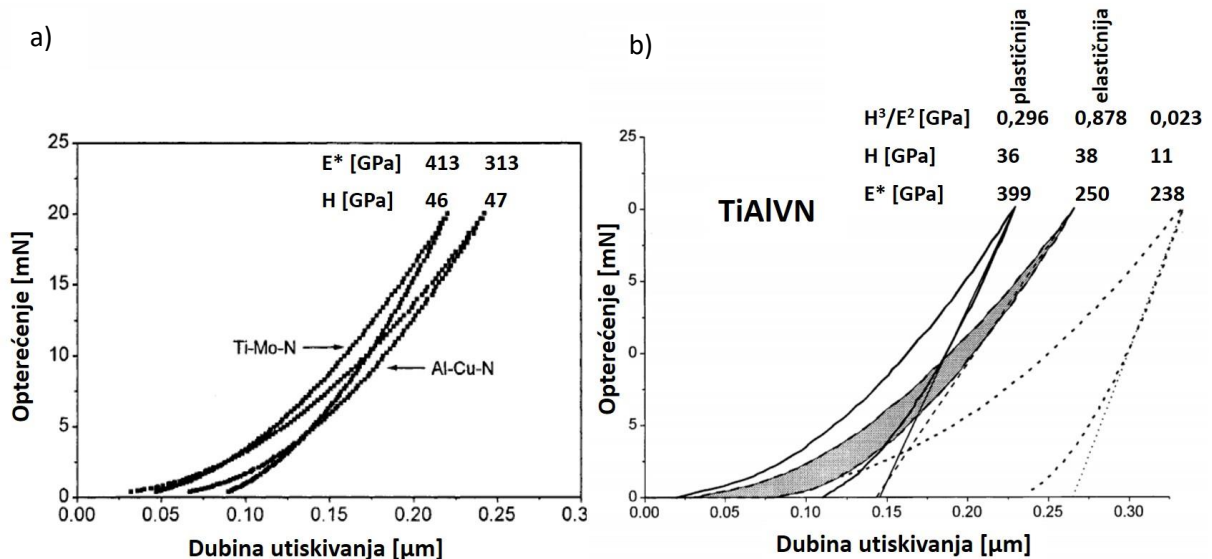 a)
E* [GPa] 413 313
H [GPa] 46 47
Opterećenje [mN]
25
20
15
10
5
0
Ti-Mo-N
Al-Cu-N
0.00 0.05 0.10 0.15 0.20 0.25 0.3
Dubina utiskivanja [µm]
b)
plastičnija
elastičnija
H³/E² [GPa] 0,296 0,878 0,023
H [GPa] 36 38 11
E* [GPa] 399 250 238
TiAlVN
Opterećenje [mN]
25
0
5
0
5
0
0.00 0.05 0.10 0.15 0.20 0.25 0.30
Dubina utiskivanja [µm]